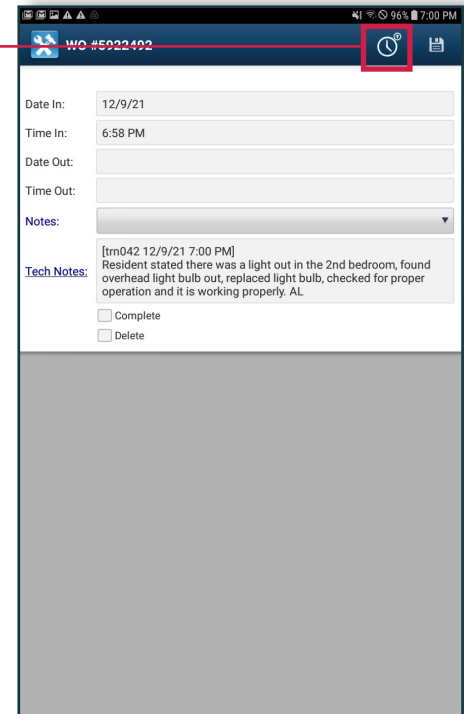 96% 7:00 PM
WO #5922492
Date In: 12/9/21
Time In: 6:58 PM
Date Out:
Time Out:
Notes:
Tech Notes:
[trn042 12/9/21 7:00 PM]
Resident stated there was a light out in the 2nd bedroom, found
overhead light bulb out, replaced light bulb, checked for proper
operation and it is working properly. AL
Complete
Delete